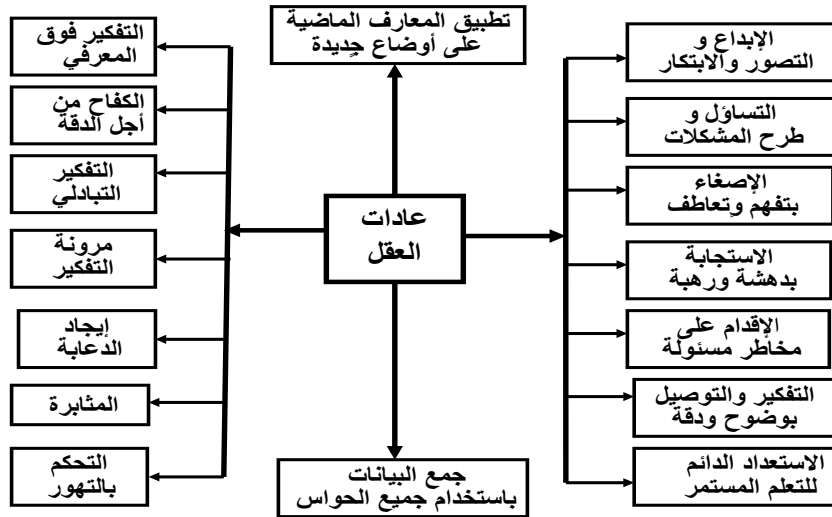 تطبيق المعارف الماضية
على أوضاع جديدة
الإبداع و
التصور والابتكار
التساؤل و
طرح المشكلات
الإصغاء
بتفهم وتعاطف
الاستجابة
بدهشة ورهبة
الإقدام على
مخاطر مسئولة
التفكير والتوصيل
بوضوح ودقة
الاستعداد الدائم
للتعلم المستمر
عادات
العقل
التفكير فوق
المعرفي
الكفاح من
أجل الدقة
التفكير
التبادلي
مرونة
التفكير
إيجاد
الدعابة
المثابرة
التحكم
بالتهور
جمع البيانات
باستخدام جميع الحواس